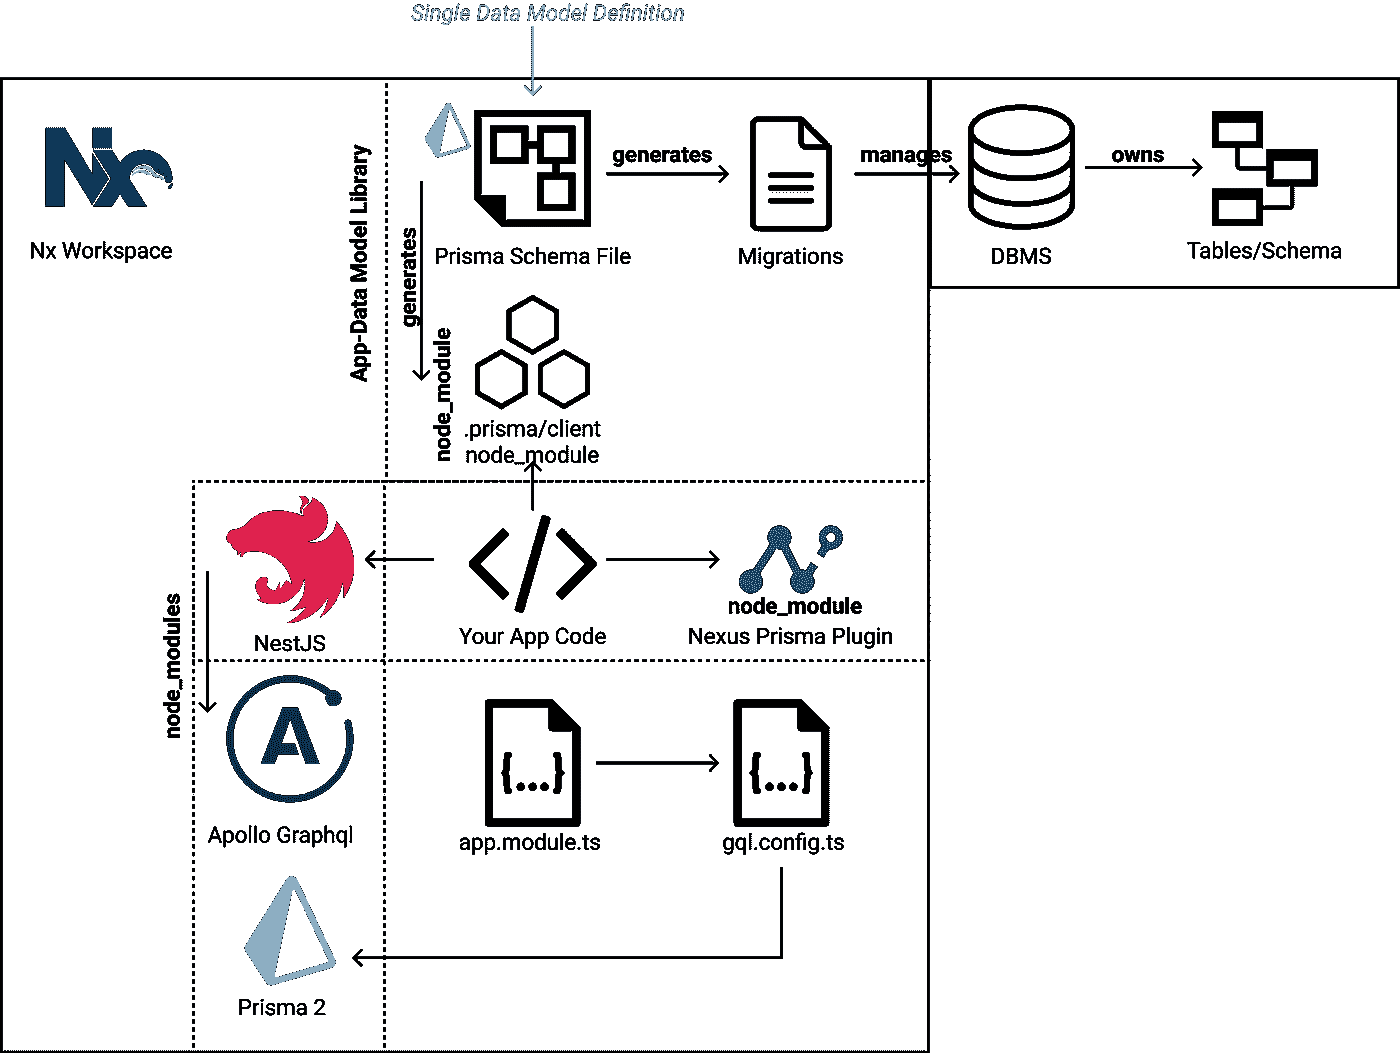 Single Data Model Definition
Nx
Nx Workspace
App-Data Model Library
generates
Prisma Schema File
generates
Migrations
manages
DBMS
owns
Tables/Schema
node_module
.prisma/client
node_module
node_modules
NestJS
</>
Your App Code
node_module
Nexus Prisma Plugin
A
Apollo Graphql
{...}
app.module.ts
{...}
gql.config.ts
Prisma 2